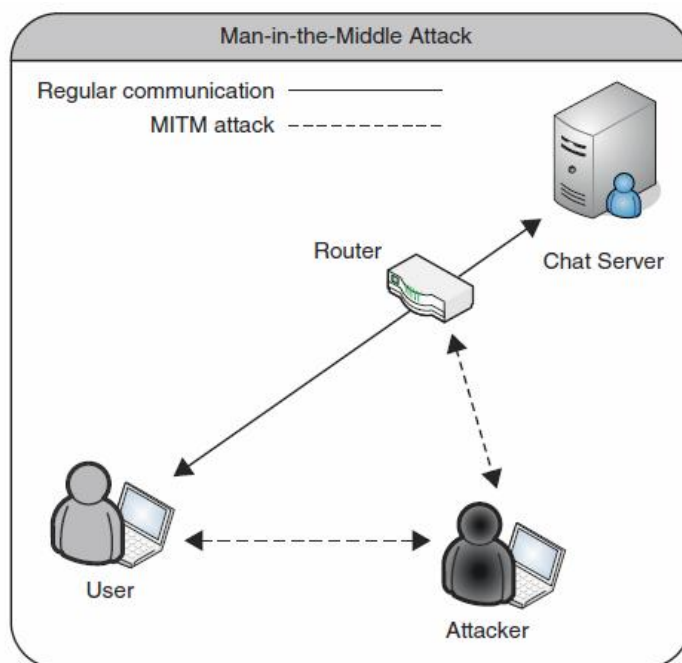 Man-in-the-Middle Attack
Regular communication
MITM attack
Router
Chat Server
User
Attacker